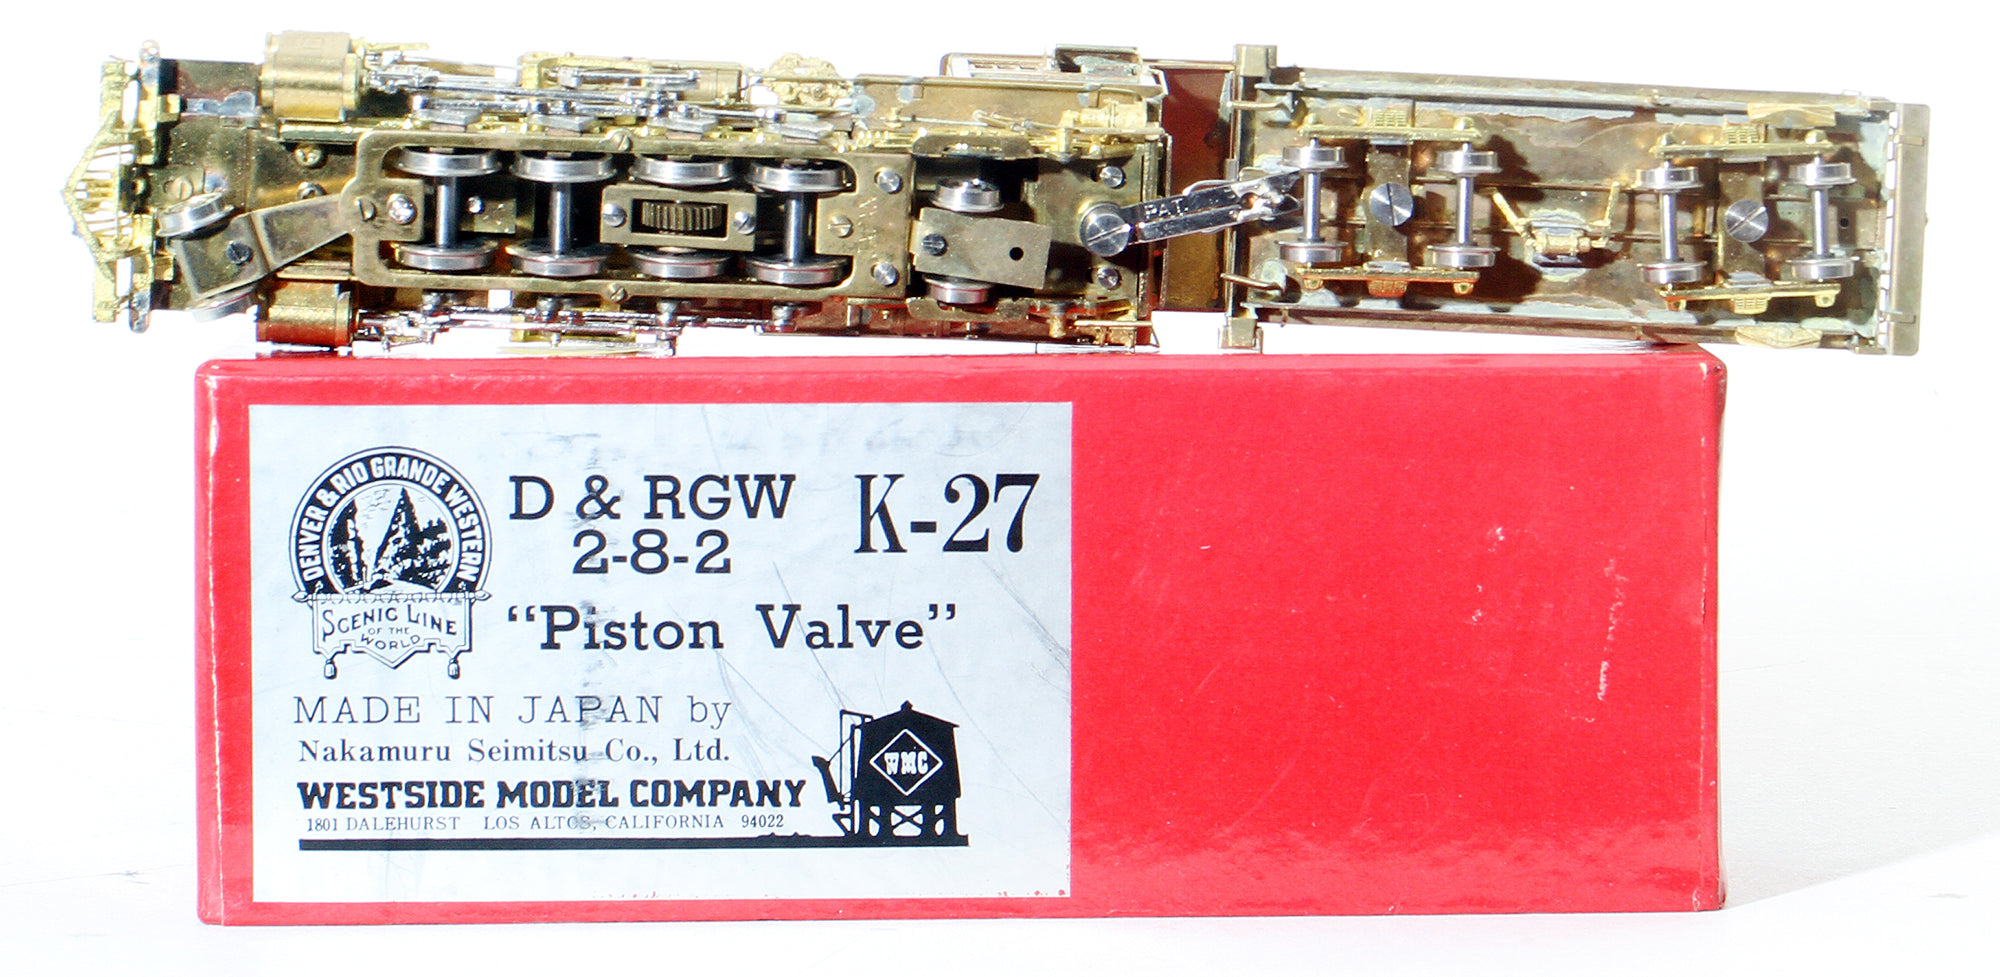 PAT.
DENVER & RIO GRANDE WESTERN
SCENIC LINE
OF THE
WORLD
D & RGW K-27
2-8-2
“Piston Valve”
MADE IN JAPAN by
Nakamuru Seimitsu Co., Ltd.
WMC
WESTSIDE MODEL COMPANY
1801 DALEHURST LOS ALTOS, CALIFORNIA 94022